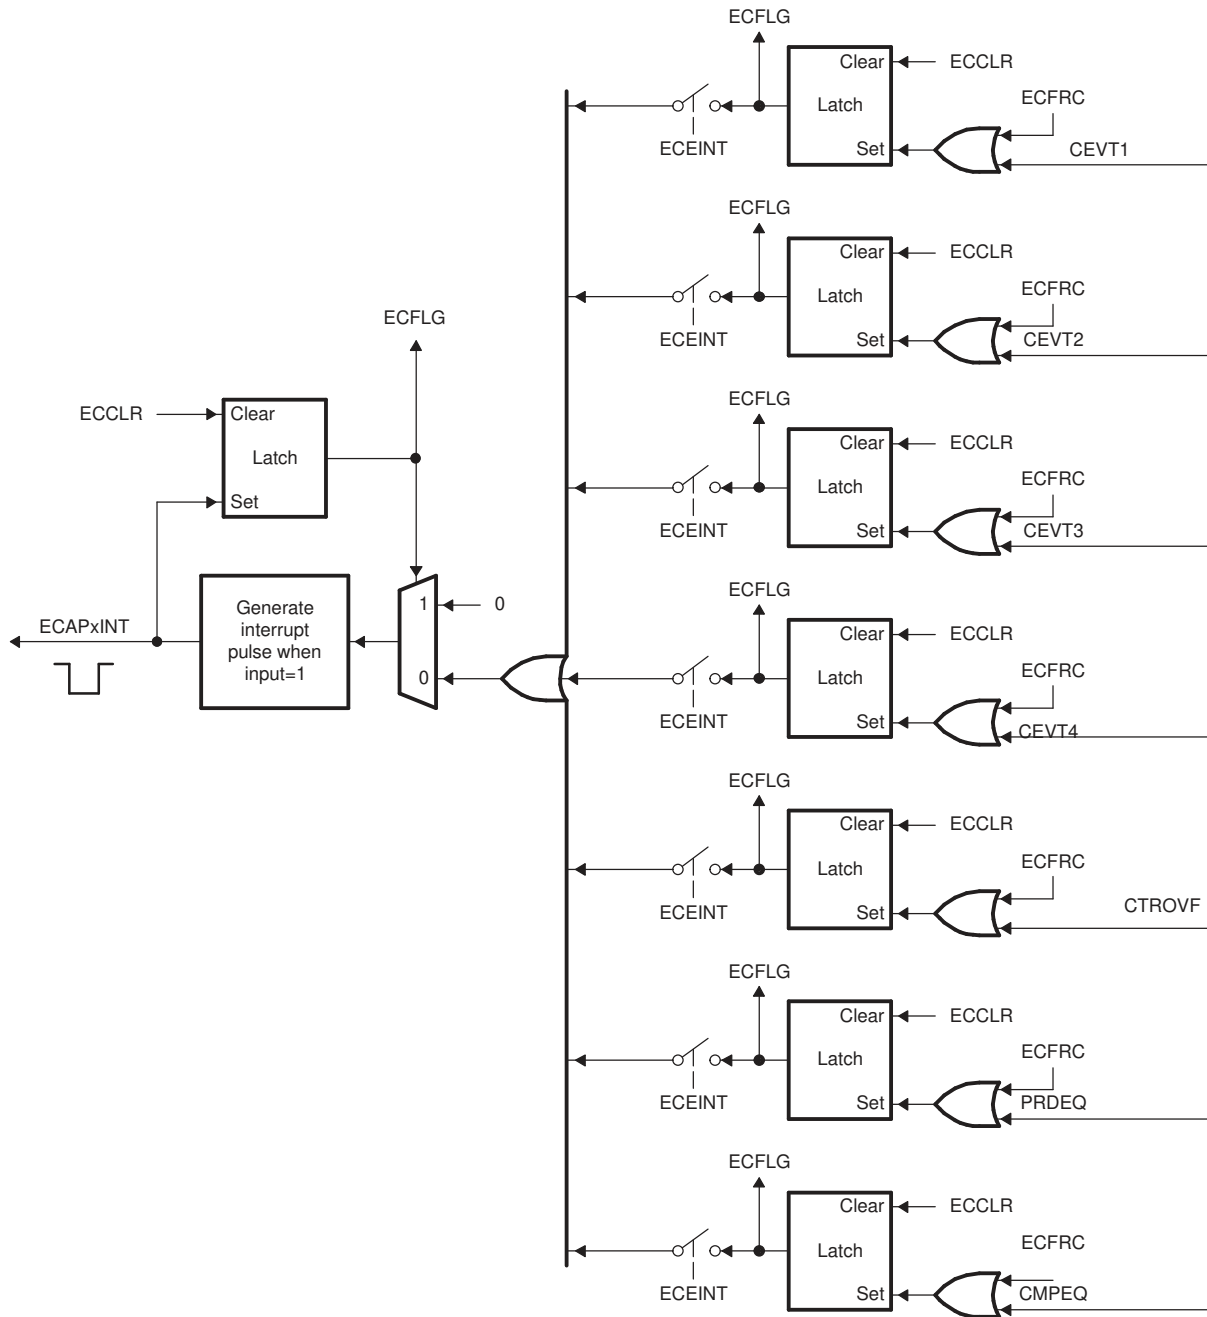 ECFLG
Clear
ECCLR
ECFRC
Latch
CEVT1
Set
ECEINT
ECFLG
Clear
ECCLR
ECFRC
Latch
CEVT2
Set
ECEINT
ECFLG
Clear
ECCLR
ECFRC
Latch
CEVT3
Set
ECEINT
ECFLG
Clear
ECCLR
ECFRC
Latch
CEVT4
Set
ECEINT
ECFLG
Clear
ECCLR
ECFRC
Latch
CTROVF
Set
ECEINT
ECFLG
Clear
ECCLR
ECFRC
Latch
PRDEQ
Set
ECEINT
ECFLG
Clear
ECCLR
ECFRC
Latch
CMPEQ
Set
ECEINT
ECFLG
ECCLR
Clear
Latch
Set
ECAPxINT
Generate
interrupt
pulse when
input=1
1
0
0